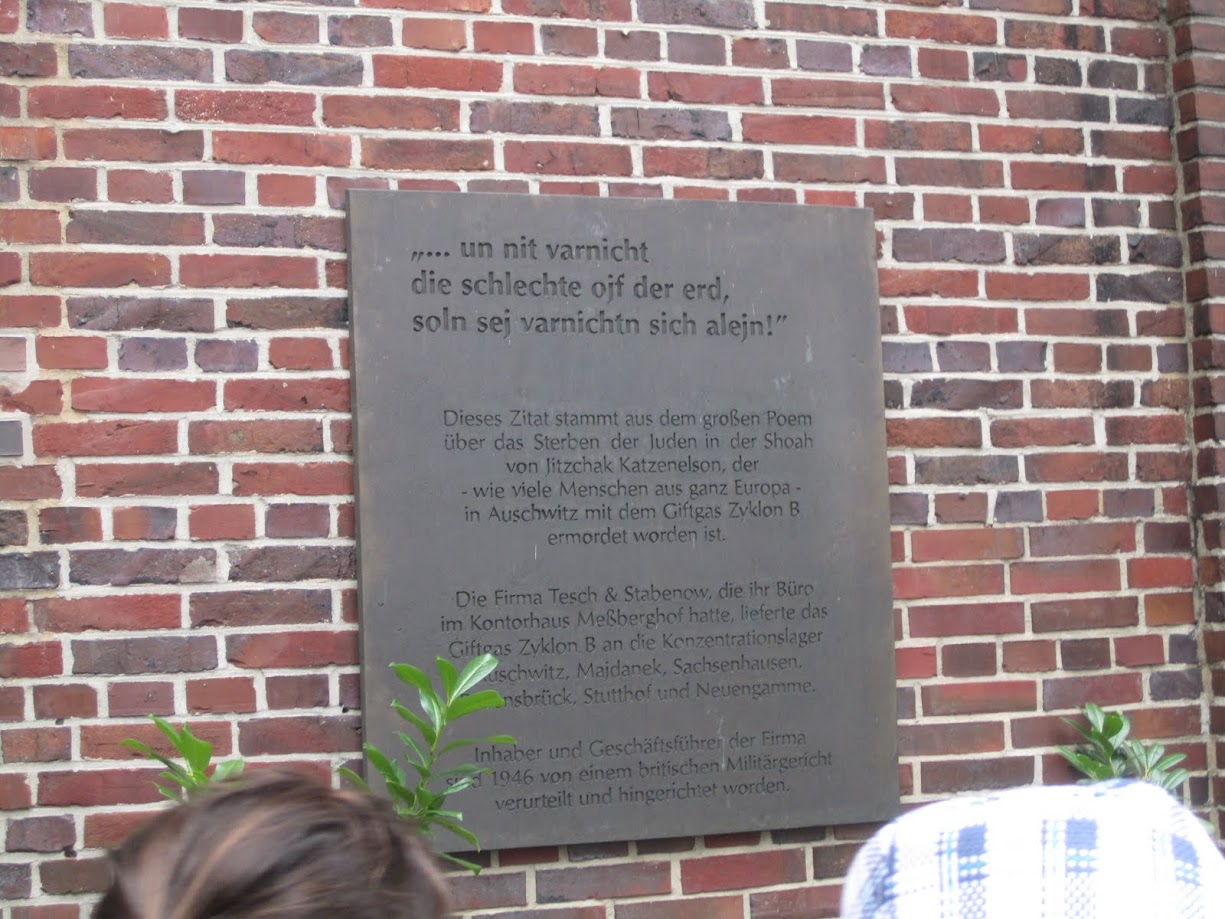 „... un nit varnicht
die schlechte ojf der erd,
soln sej varnichtn sich alejn!”
Dieses Zitat stammt aus dem großen Poem
über das Sterben der Juden in der Shoah
von Jitzchak Katzenelson, der
- wie viele Menschen aus ganz Europa -
in Auschwitz mit dem Giftgas Zyklon B
ermordet worden ist.
Die Firma Tesch & Stabenow, die ihr Büro
im Kontorhaus Meßberghof hatte, lieferte das
Giftgas Zyklon B an die Konzentrationslager
uschwitz, Majdanek, Sachsenhausen,
nsbrück, Stutthof und Neuengamme.
Inhaber und Geschäftsführer der Firma
sind 1946 von einem britischen Militärgericht
verurteilt und hingerichtet worden.